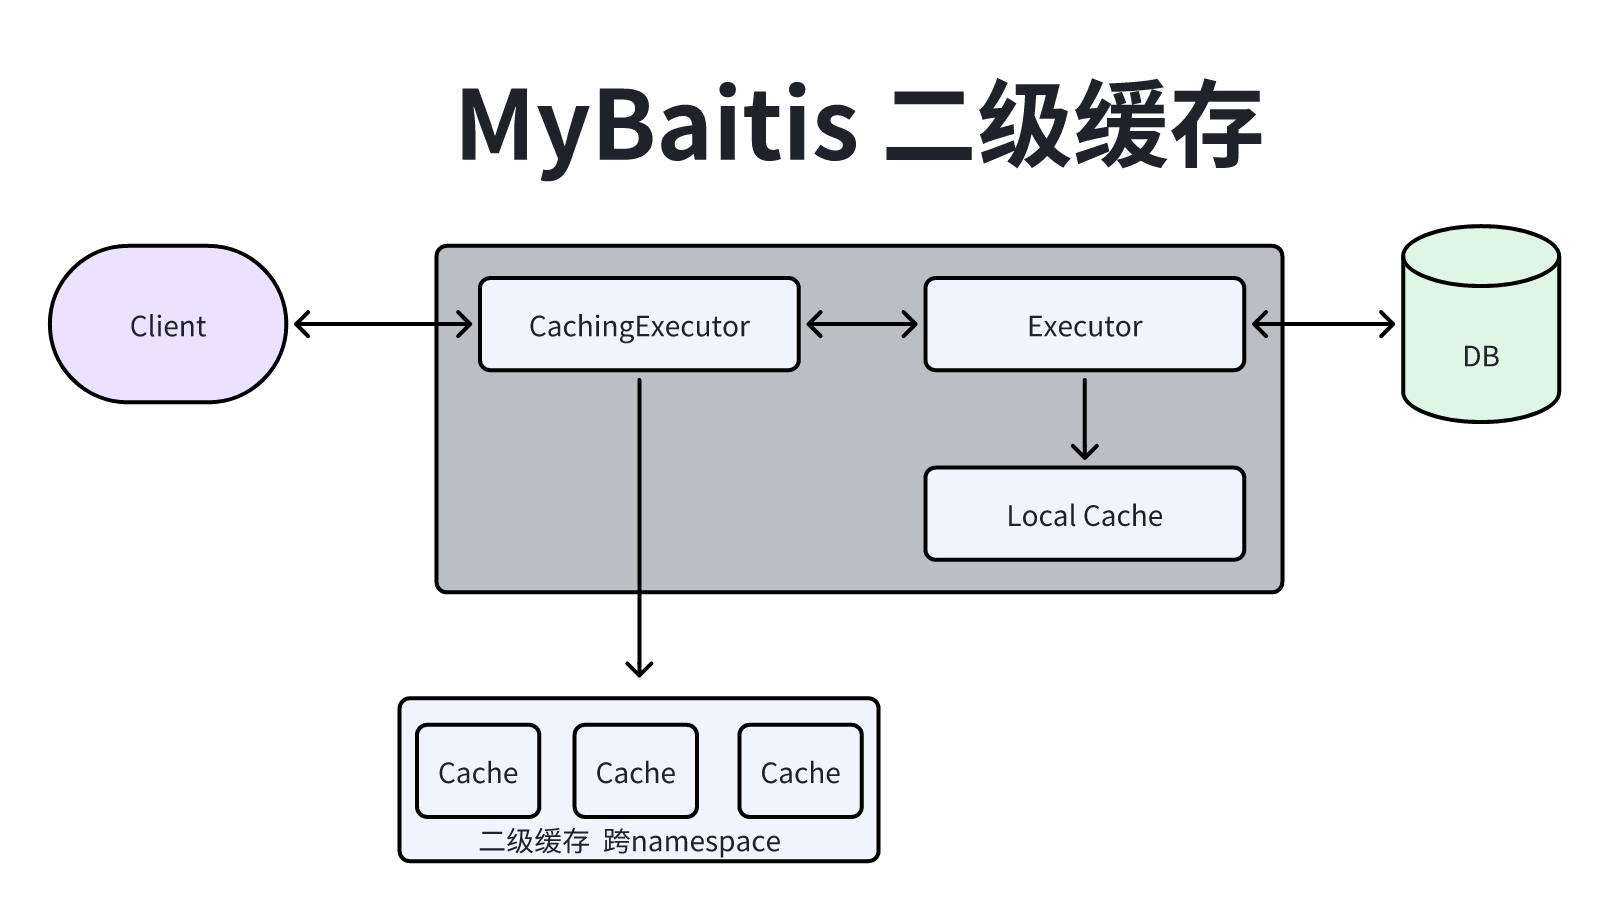 MyBaitis 二级缓存
Client
CachingExecutor
Executor
DB
Local Cache
Cache
Cache
Cache
二级缓存 跨namespace